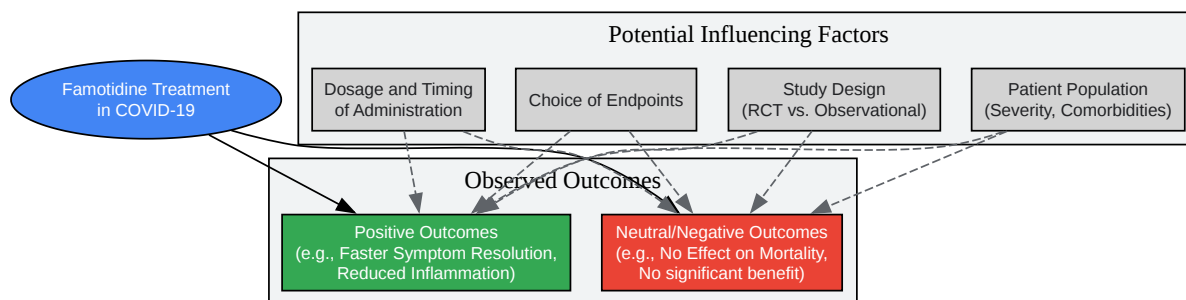 Potential Influencing Factors
Famotidine Treatment
in COVID-19
Dosage and Timing
of Administration
Choice of Endpoints
Study Design
(RCT vs. Observational)
Patient Population
(Severity, Comorbidities)
Observed Outcomes
Positive Outcomes
(e.g., Faster Symptom Resolution,
Reduced Inflammation)
Neutral/Negative Outcomes
(e.g., No Effect on Mortality,
No significant benefit)